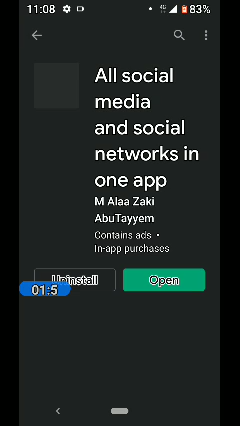 11:08
83%
All social
media
and social
networks in
one app
M Alaa Zaki
AbuTayyem
Contains ads •
In-app purchases
Uninstall
Open
01:5